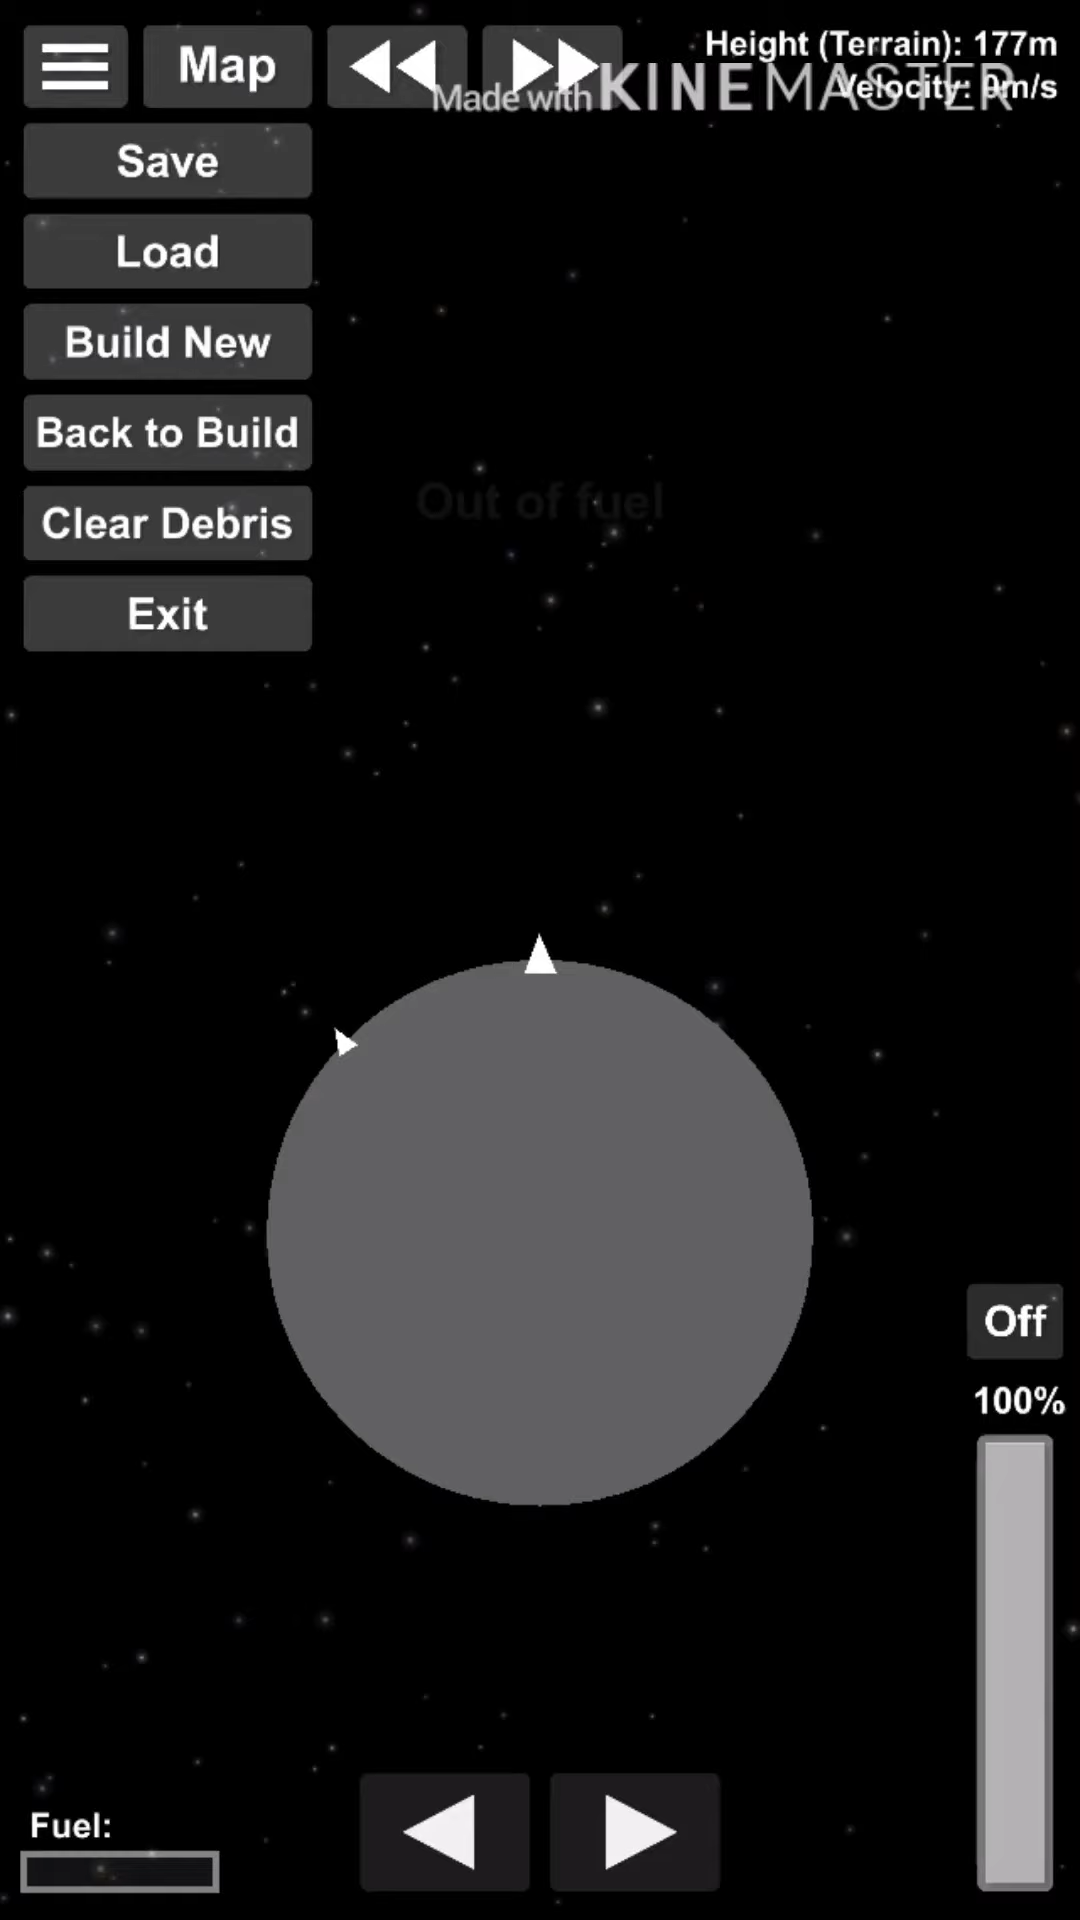 Map
Height (Terrain): 177m
Velocity: 0m/s
Made with KINEMASTER
Save
Load
Build New
Back to Build
Clear Debris
Exit
Out of fuel
Off
100%
Fuel: